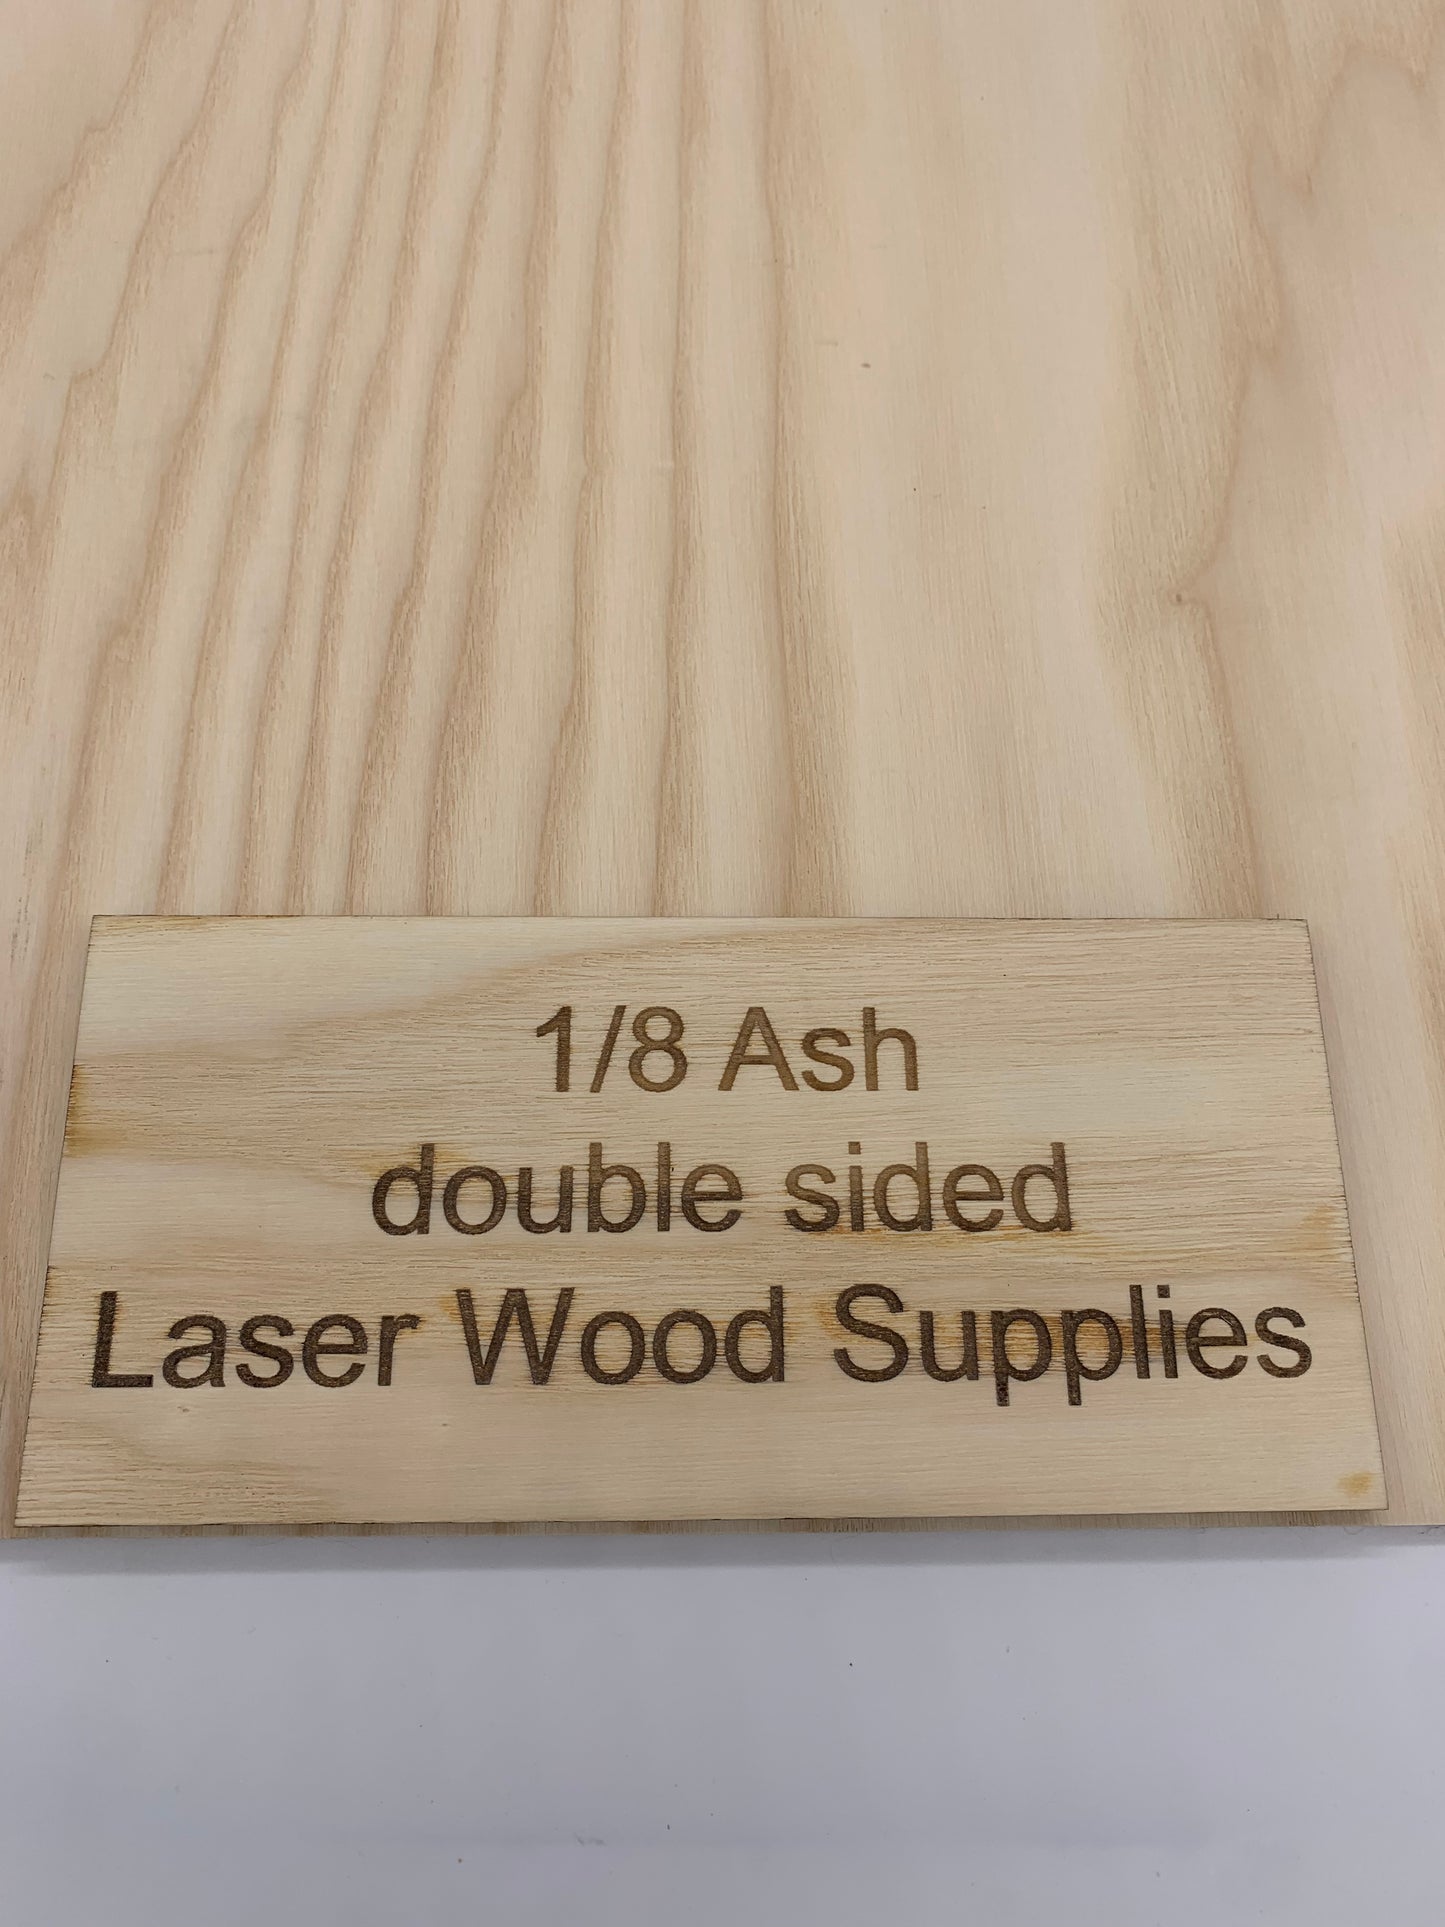 1/8 Ash
double sided
Laser Wood Supplies